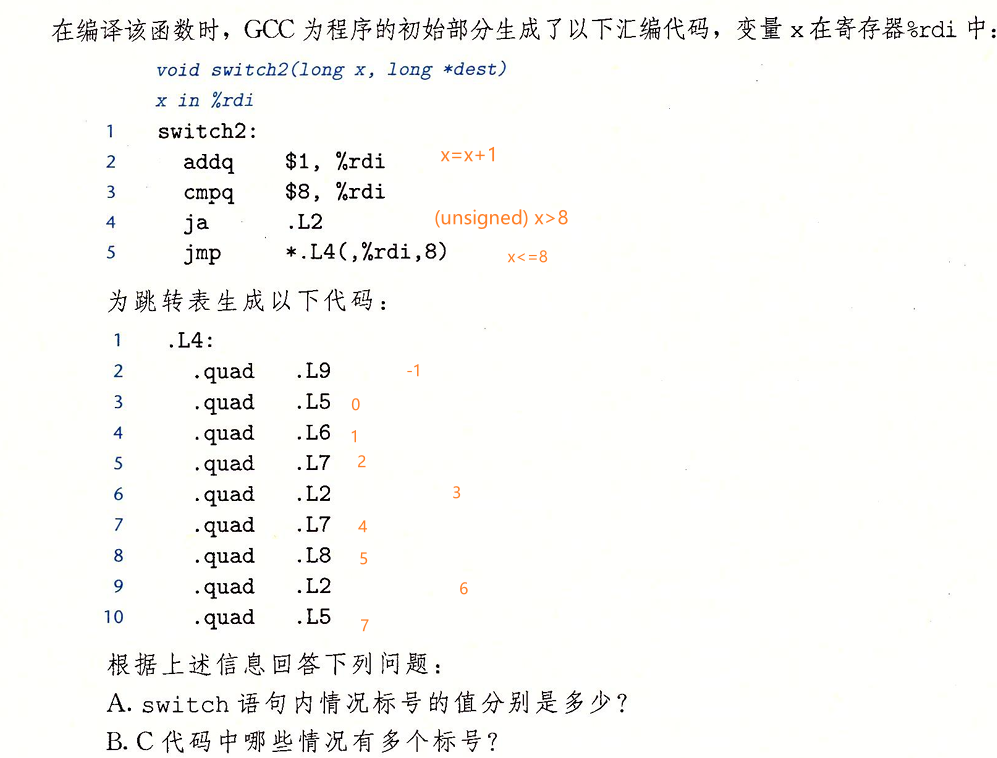 在编译该函数时，GCC 为程序的初始部分生成了以下汇编代码，变量 x 在寄存器%rdi 中：
void switch2(long x, long *dest)
x in %rdi
1 switch2:
2 addq $1, %rdi x=x+1
3 cmpq $8, %rdi
4 ja .L2 (unsigned) x>8
5 jmp *.L4(,%rdi,8) x<=8
为跳转表生成以下代码：
1 .L4:
2 .quad .L9 -1
3 .quad .L5 0
4 .quad .L6 1
5 .quad .L7 2
6 .quad .L2 3
7 .quad .L7 4
8 .quad .L8 5
9 .quad .L2 6
10 .quad .L5 7
根据上述信息回答下列问题：
A. switch 语句内情况标号的值分别是多少？
B. C 代码中哪些情况有多个标号？